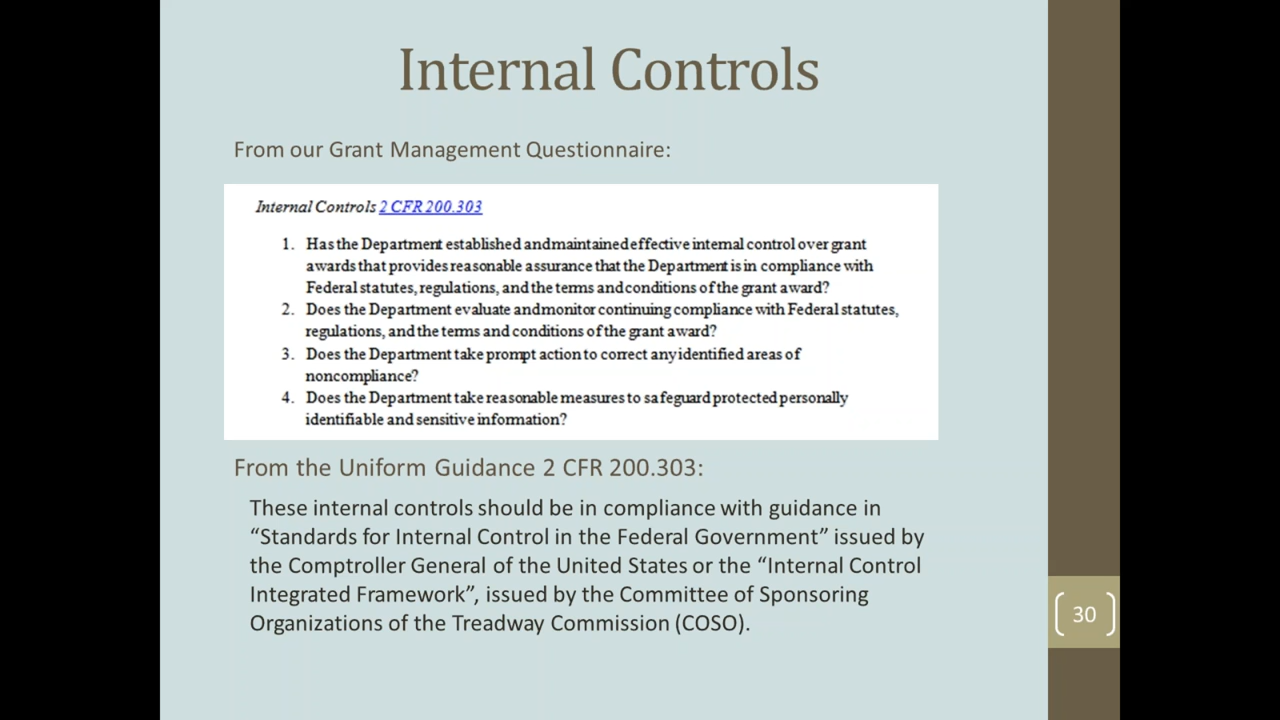 Internal Controls
From our Grant Management Questionnaire:
Internal Controls 2 CFR 200.303
1. Has the Department established and maintained effective internal control over grant
awards that provides reasonable assurance that the Department is in compliance with
Federal statutes, regulations, and the terms and conditions of the grant award?
2. Does the Department evaluate and monitor continuing compliance with Federal statutes,
regulations, and the terms and conditions of the grant award?
3. Does the Department take prompt action to correct any identified areas of
noncompliance?
4. Does the Department take reasonable measures to safeguard protected personally
identifiable and sensitive information?
From the Uniform Guidance 2 CFR 200.303:
These internal controls should be in compliance with guidance in
“Standards for Internal Control in the Federal Government” issued by
the Comptroller General of the United States or the “Internal Control
Integrated Framework”, issued by the Committee of Sponsoring
Organizations of the Treadway Commission (COSO).
30